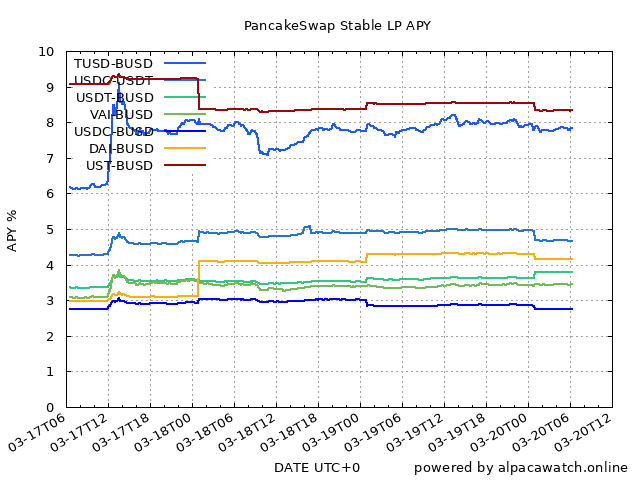 PancakeSwap Stable LP APY
10
9
8
7
6
5
4
3
2
1
0
APY %
TUSD-BUSD
USDC-USDT
USDT-BUSD
VAI-BUSD
USDC-BUSD
DAI-BUSD
UST-BUSD
03-17T06
03-17T12
03-17T18
03-18T00
03-18T06
03-18T12
03-18T18
03-19T00
03-19T06
03-19T12
03-19T18
03-20T00
03-20T06
03-20T12
DATE UTC+0
powered by alpacawatch.online